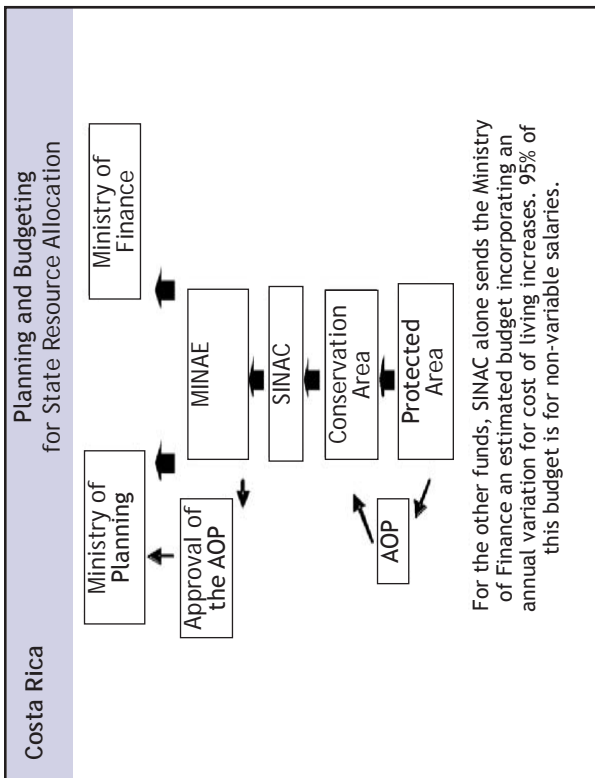 Costa Rica
Planning and Budgeting
for State Resource Allocation
Ministry of
Planning
Ministry of
Finance
Approval of
the AOP
MINAE
SINAC
Conservation
Area
AOP
Protected
Area
For the other funds, SINAC alone sends the Ministry
of Finance an estimated budget incorporating an
annual variation for cost of living increases. 95% of
this budget is for non-variable salaries.